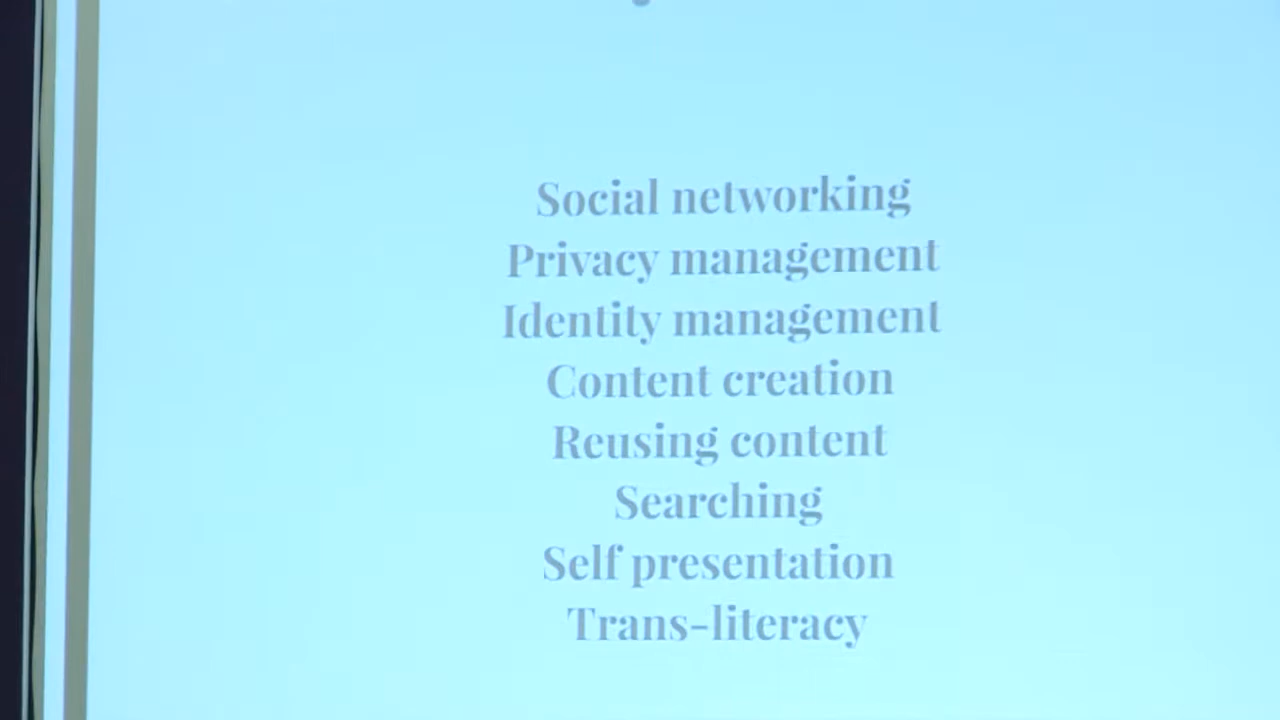 Social networking
Privacy management
Identity management
Content creation
Reusing content
Searching
Self presentation
Trans-literacy